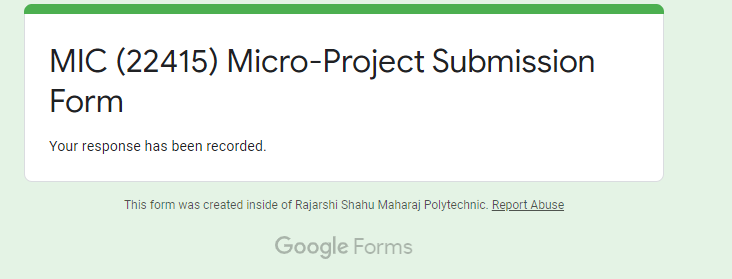 MIC (22415) Micro-Project Submission
Form
Your response has been recorded.
This form was created inside of Rajarshi Shahu Maharaj Polytechnic. Report Abuse
Google Forms